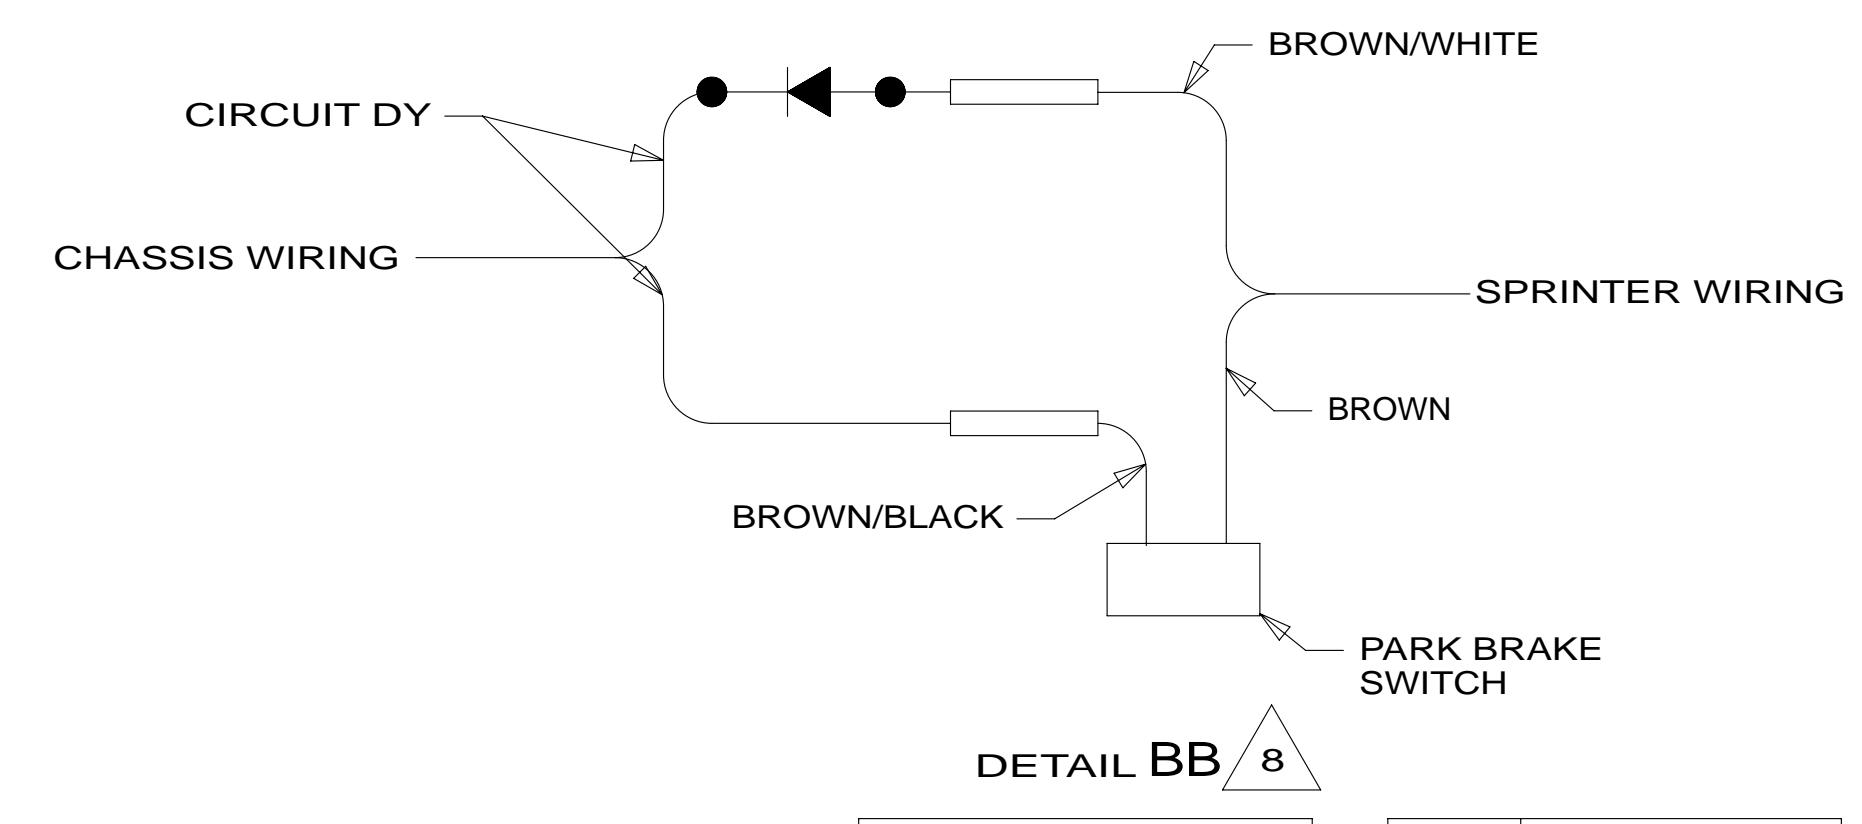 BROWN/WHITE
CIRCUIT DY
CHASSIS WIRING
SPRINTER WIRING
BROWN
BROWN/BLACK
PARK BRAKE
SWITCH
DETAIL BB 8